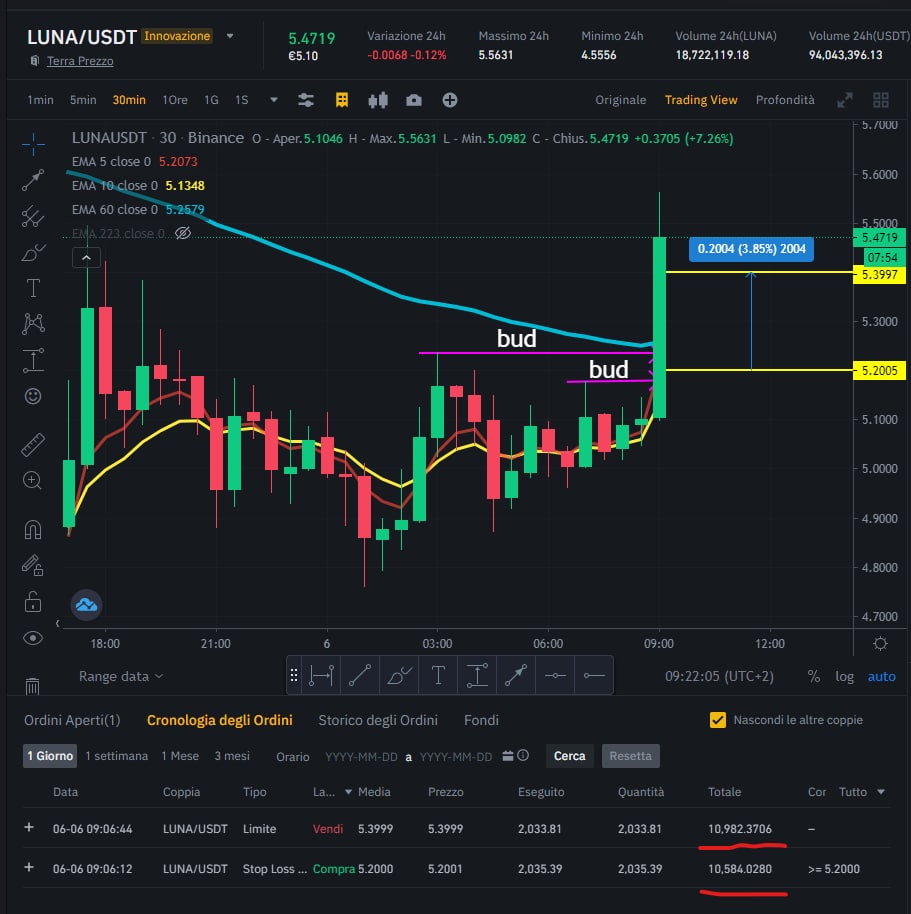 LUNA/USDT Innovazione
Terra Prezzo
5.4719
€5.10
Variazione 24h
-0.0068 -0.12%
Massimo 24h
5.5631
Minimo 24h
4.5556
Volume 24h(LUNA)
18,722,119.18
Volume 24h(USDT)
94,043,396.13
1min 5min 30min 1Ore 1G 1S
Originale Trading View Profondità
LUNAUSDT · 30 · Binance O - Aper.5.1046 H - Max.5.5631 L - Min.5.0982 C - Chius.5.4719 +0.3705 (+7.26%)
EMA 5 close 0 5.2073
EMA 10 close 0 5.1348
EMA 60 close 0 5.2579
EMA 223 close 0
5.7000
5.6000
5.5000
5.4719
07:54
5.3997
5.3000
5.2005
5.1000
5.0000
4.9000
4.8000
4.7000
0.2004 (3.85%) 2004
bud
bud
18:00 21:00 6 03:00 06:00 09:00 12:00
Range data 09:22:05 (UTC+2) % log auto
Ordini Aperti(1) Cronologia degli Ordini Storico degli Ordini Fondi Nascondi le altre coppie
1 Giorno 1 settimana 1 Mese 3 mesi Orario YYYY-MM-DD a YYYY-MM-DD Cerca Resetta
Data Coppia Tipo La... Media Prezzo Eseguito Quantità Totale Cor Tutto
06-06 09:06:44 LUNA/USDT Limite Vendi 5.3999 5.3999 2,033.81 2,033.81 10,982.3706 –
06-06 09:06:12 LUNA/USDT Stop Loss ... Compra 5.2000 5.2001 2,035.39 2,035.39 10,584.0280 >= 5.2000